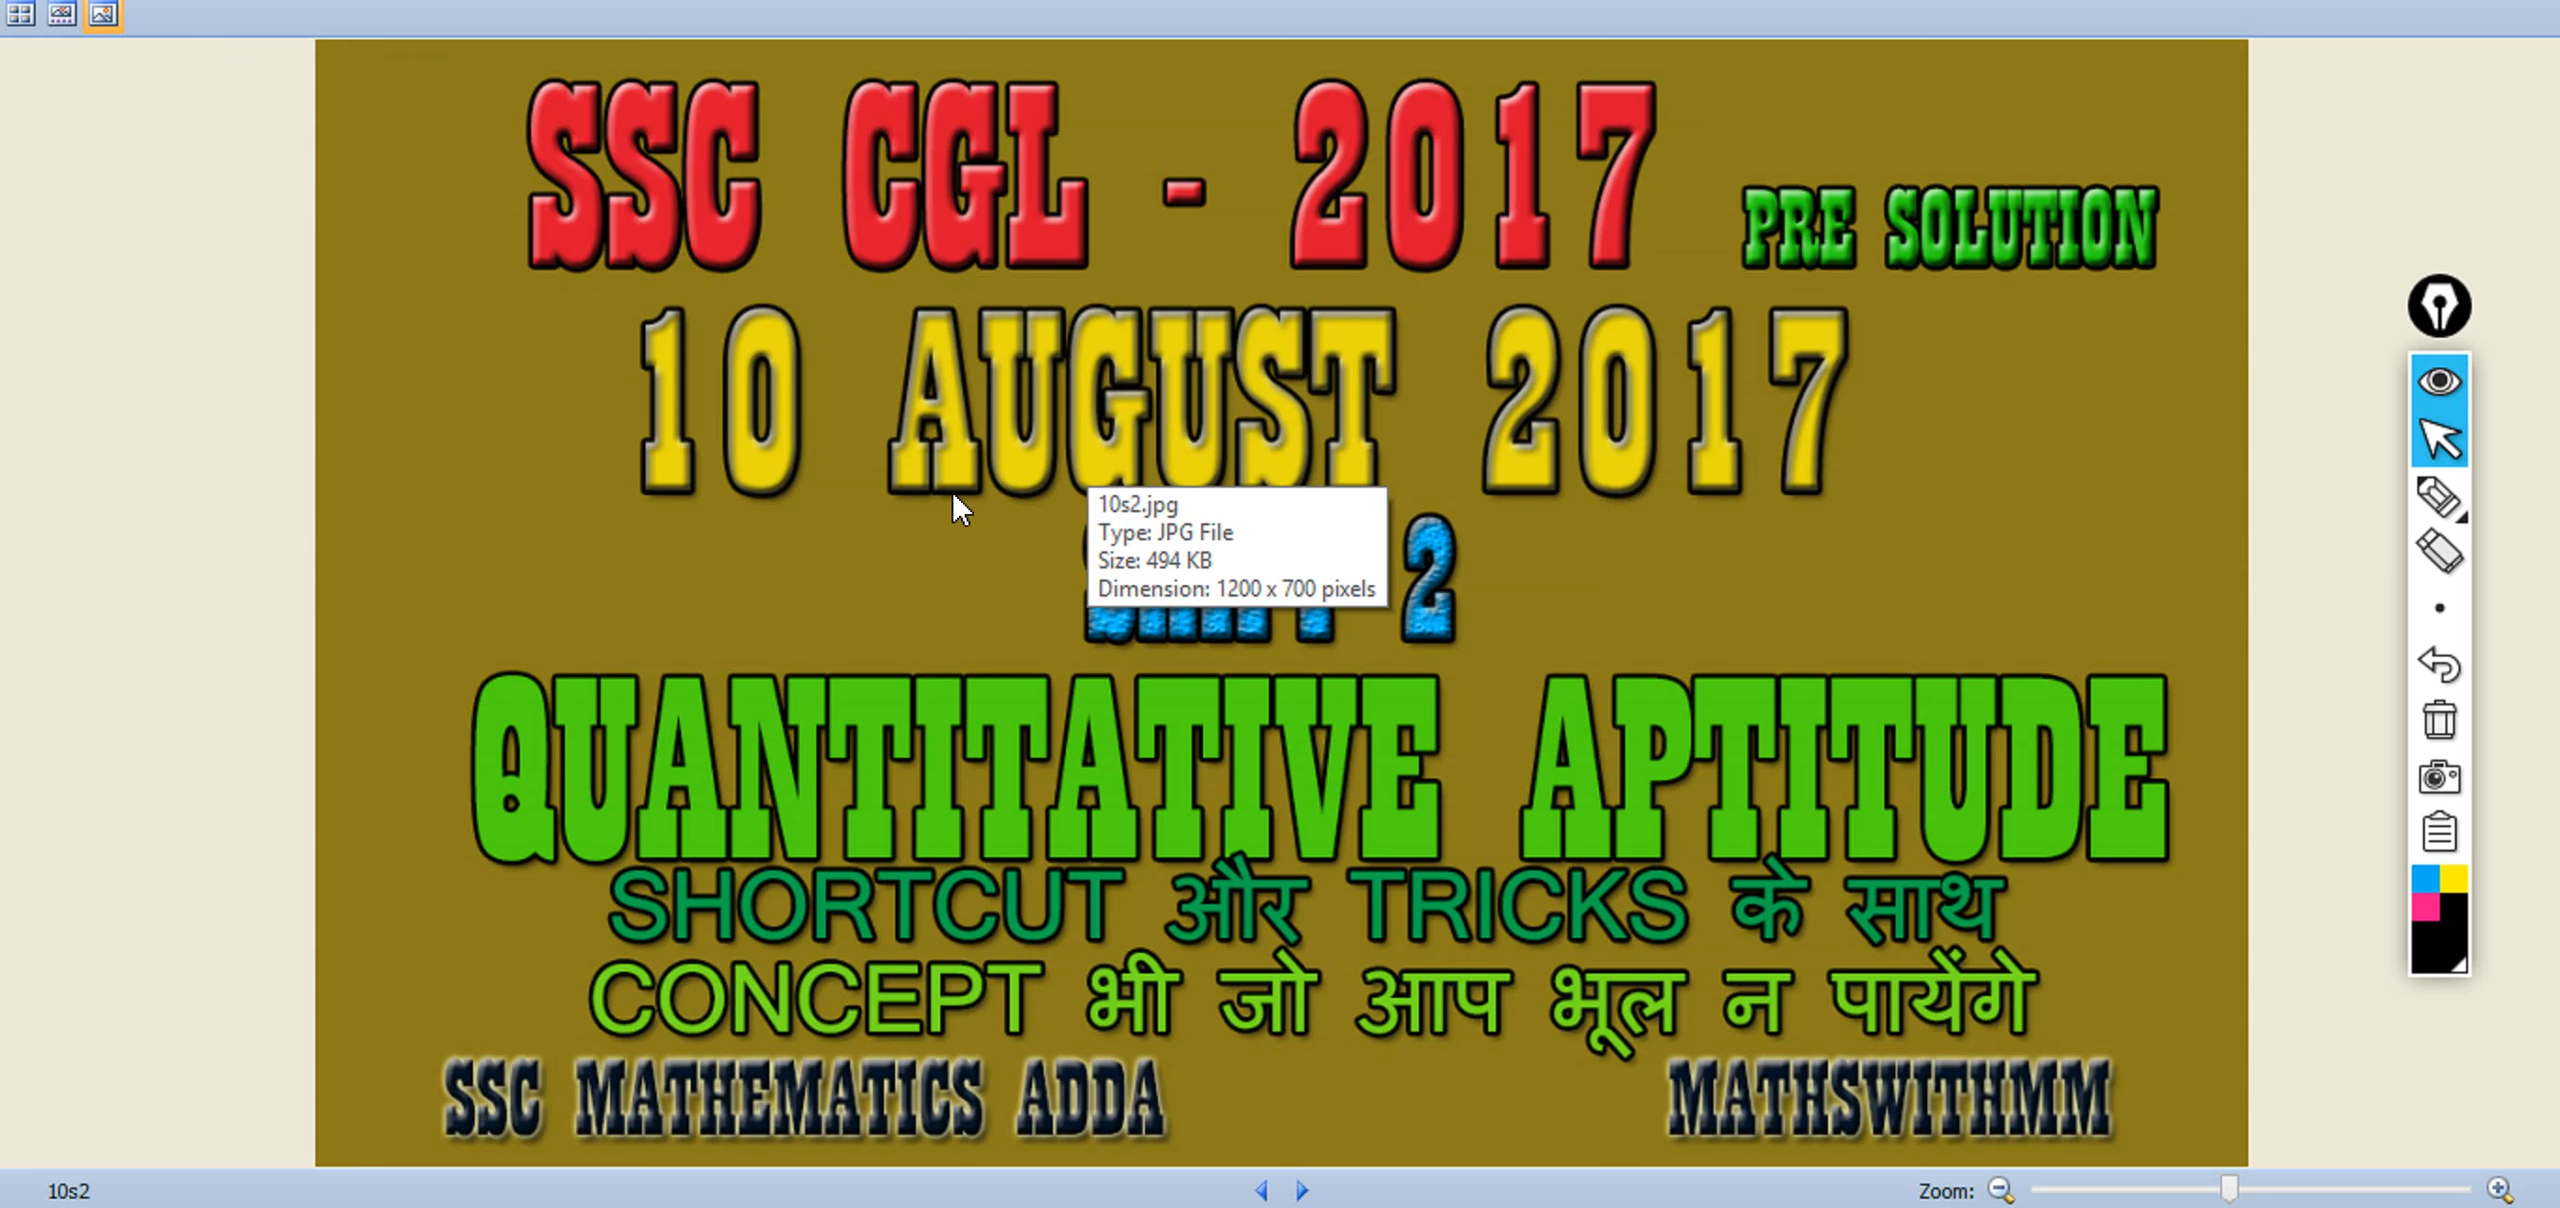 SSC CGL - 2017 PRE SOLUTION
10 AUGUST 2017
10s2.jpg
Type: JPG File
Size: 494 KB
Dimension: 1200 x 700 pixels
2
QUANTITATIVE APTITUDE
SHORTCUT और TRICKS के साथ
CONCEPT भी जो आप भूल न पायेंगे
SSC MATHEMATICS ADDA MATHSWITHMM
10s2 Zoom: